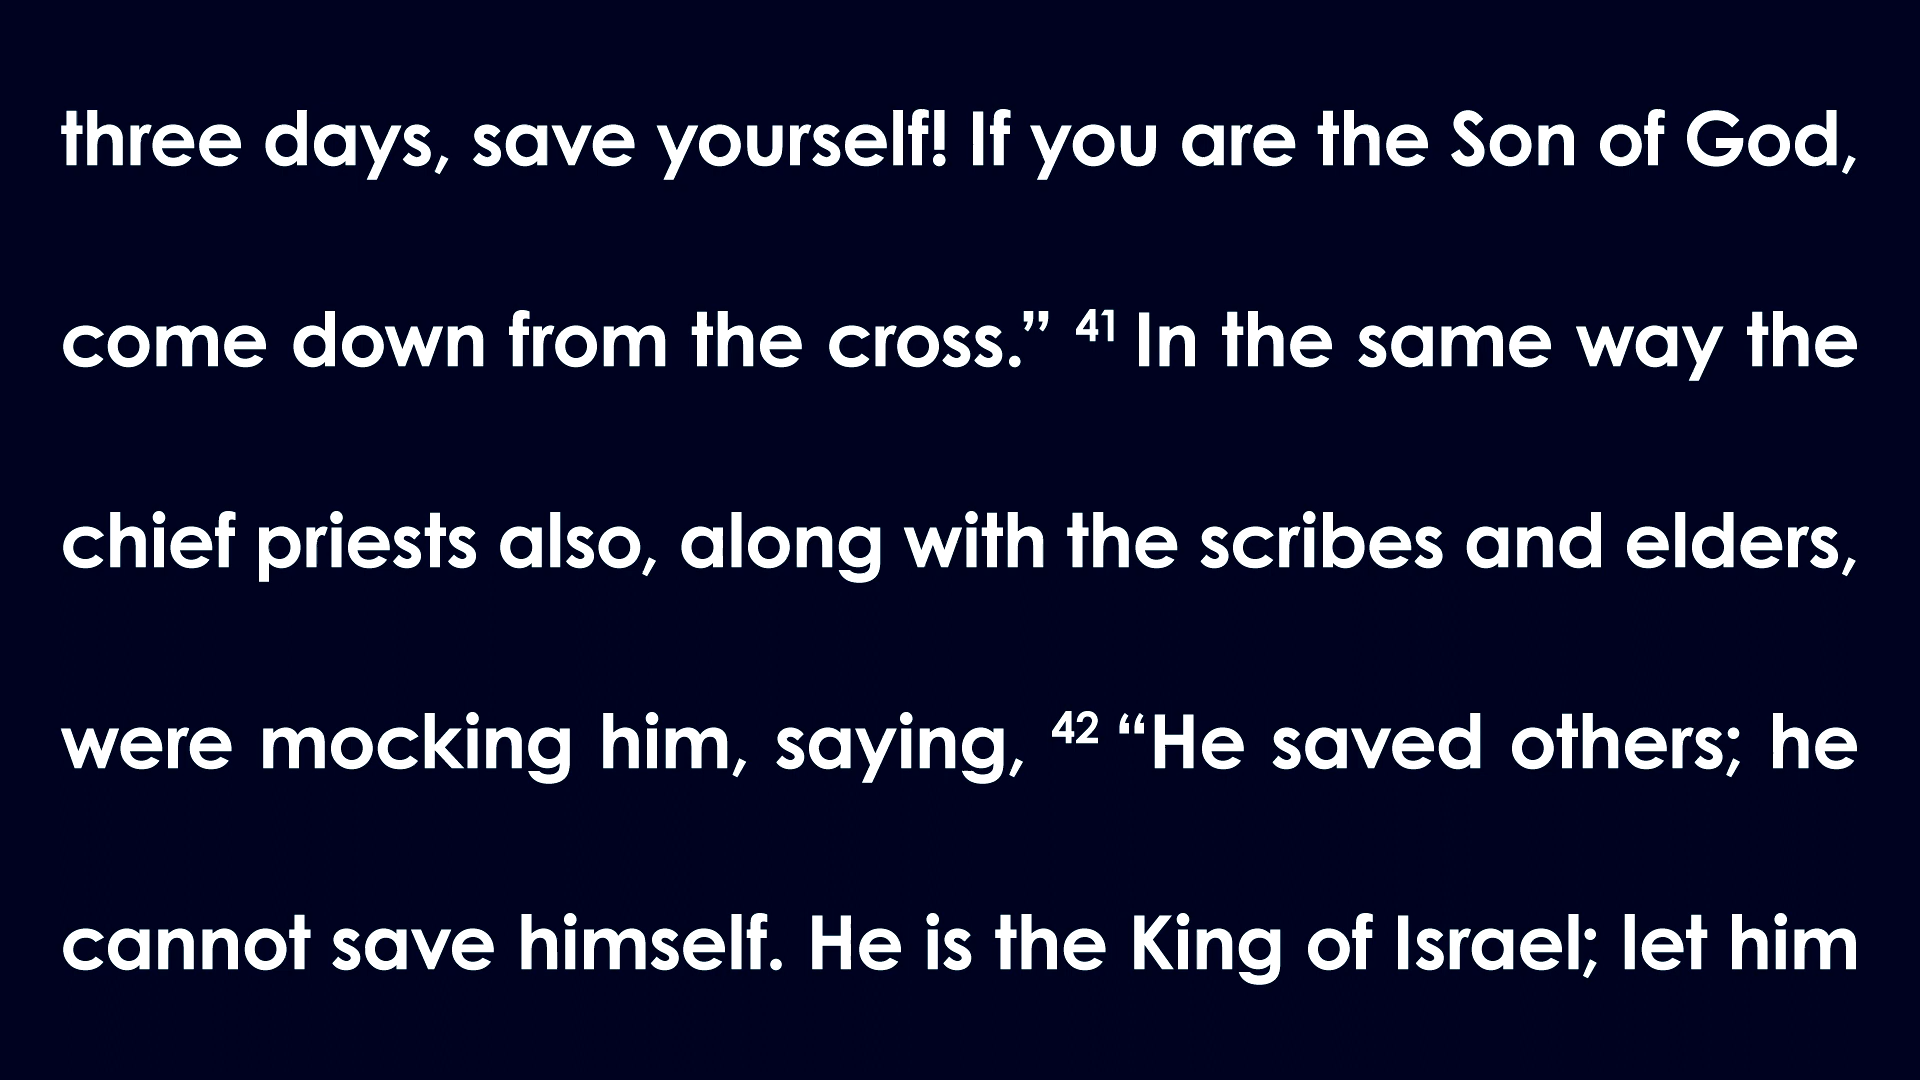 three days, save yourself! If you are the Son of God,
come down from the cross.” ⁴¹ In the same way the
chief priests also, along with the scribes and elders,
were mocking him, saying, ⁴² “He saved others; he
cannot save himself. He is the King of Israel; let him